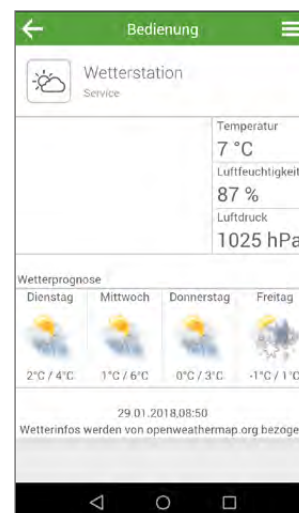 Bedienung
Wetterstation
Service
Temperatur
7 °C
Luftfeuchtigkeit
87 %
Luftdruck
1025 hPa
Wetterprognose
Dienstag Mittwoch Donnerstag Freitag
2°C / 4°C 1°C / 6°C 0°C / 3°C -1°C / 1°C
29.01.2018,08:50
Wetterinfos werden von openweathermap.org bezoge